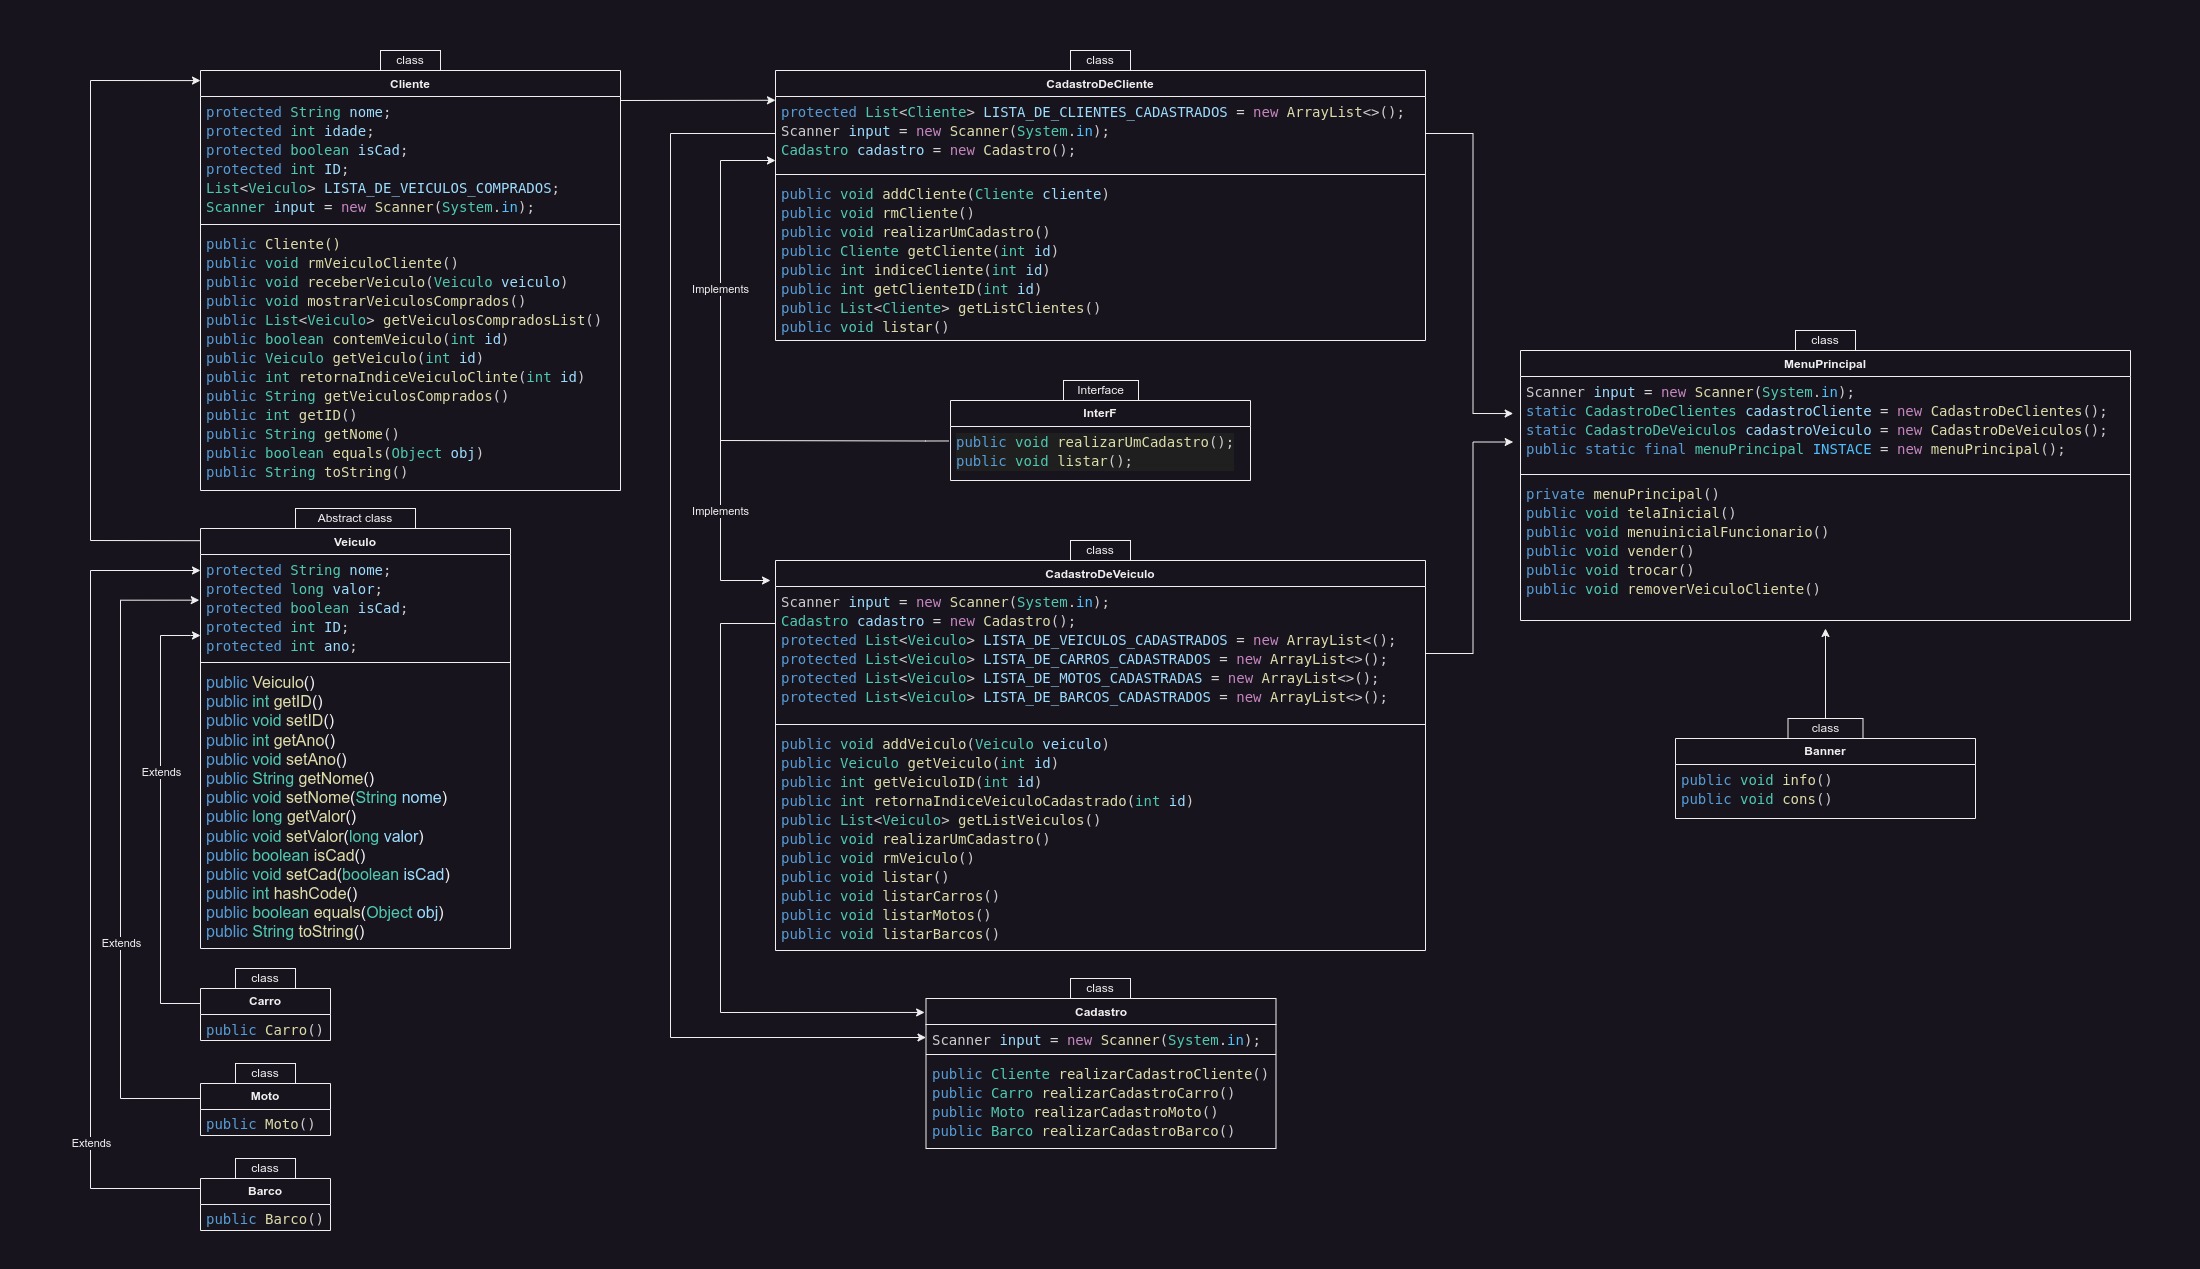 class
Cliente
protected String nome;
protected int idade;
protected boolean isCad;
protected int ID;
List<Veiculo> LISTA_DE_VEICULOS_COMPRADOS;
Scanner input = new Scanner(System.in);
public Cliente()
public void rmVeiculoCliente()
public void receberVeiculo(Veiculo veiculo)
public void mostrarVeiculosComprados()
public List<Veiculo> getVeiculosCompradosList()
public boolean contemVeiculo(int id)
public Veiculo getVeiculo(int id)
public int retornaIndiceVeiculoClinte(int id)
public String getVeiculosComprados()
public int getID()
public String getNome()
public boolean equals(Object obj)
public String toString()
Abstract class
Veiculo
protected String nome;
protected long valor;
protected boolean isCad;
protected int ID;
protected int ano;
public Veiculo()
public int getID()
public void setID()
public int getAno()
public void setAno()
public String getNome()
public void setNome(String nome)
public long getValor()
public void setValor(long valor)
public boolean isCad()
public void setCad(boolean isCad)
public int hashCode()
public boolean equals(Object obj)
public String toString()
Extends
Extends
Extends
class
Carro
public Carro()
class
Moto
public Moto()
class
Barco
public Barco()
class
CadastroDeCliente
protected List<Cliente> LISTA_DE_CLIENTES_CADASTRADOS = new ArrayList<>();
Scanner input = new Scanner(System.in);
Cadastro cadastro = new Cadastro();
public void addCliente(Cliente cliente)
public void rmCliente()
public void realizarUmCadastro()
public Cliente getCliente(int id)
public int indiceCliente(int id)
public int getClienteID(int id)
public List<Cliente> getListClientes()
public void listar()
Implements
Interface
InterF
public void realizarUmCadastro();
public void listar();
Implements
class
CadastroDeVeiculo
Scanner input = new Scanner(System.in);
Cadastro cadastro = new Cadastro();
protected List<Veiculo> LISTA_DE_VEICULOS_CADASTRADOS = new ArrayList<();
protected List<Veiculo> LISTA_DE_CARROS_CADASTRADOS = new ArrayList<>();
protected List<Veiculo> LISTA_DE_MOTOS_CADASTRADAS = new ArrayList<>();
protected List<Veiculo> LISTA_DE_BARCOS_CADASTRADOS = new ArrayList<>();
public void addVeiculo(Veiculo veiculo)
public Veiculo getVeiculo(int id)
public int getVeiculoID(int id)
public int retornaIndiceVeiculoCadastrado(int id)
public List<Veiculo> getListVeiculos()
public void realizarUmCadastro()
public void rmVeiculo()
public void listar()
public void listarCarros()
public void listarMotos()
public void listarBarcos()
class
Cadastro
Scanner input = new Scanner(System.in);
public Cliente realizarCadastroCliente()
public Carro realizarCadastroCarro()
public Moto realizarCadastroMoto()
public Barco realizarCadastroBarco()
class
MenuPrincipal
Scanner input = new Scanner(System.in);
static CadastroDeClientes cadastroCliente = new CadastroDeClientes();
static CadastroDeVeiculos cadastroVeiculo = new CadastroDeVeiculos();
public static final menuPrincipal INSTACE = new menuPrincipal();
private menuPrincipal()
public void telaInicial()
public void menuinicialFuncionario()
public void vender()
public void trocar()
public void removerVeiculoCliente()
class
Banner
public void info()
public void cons()